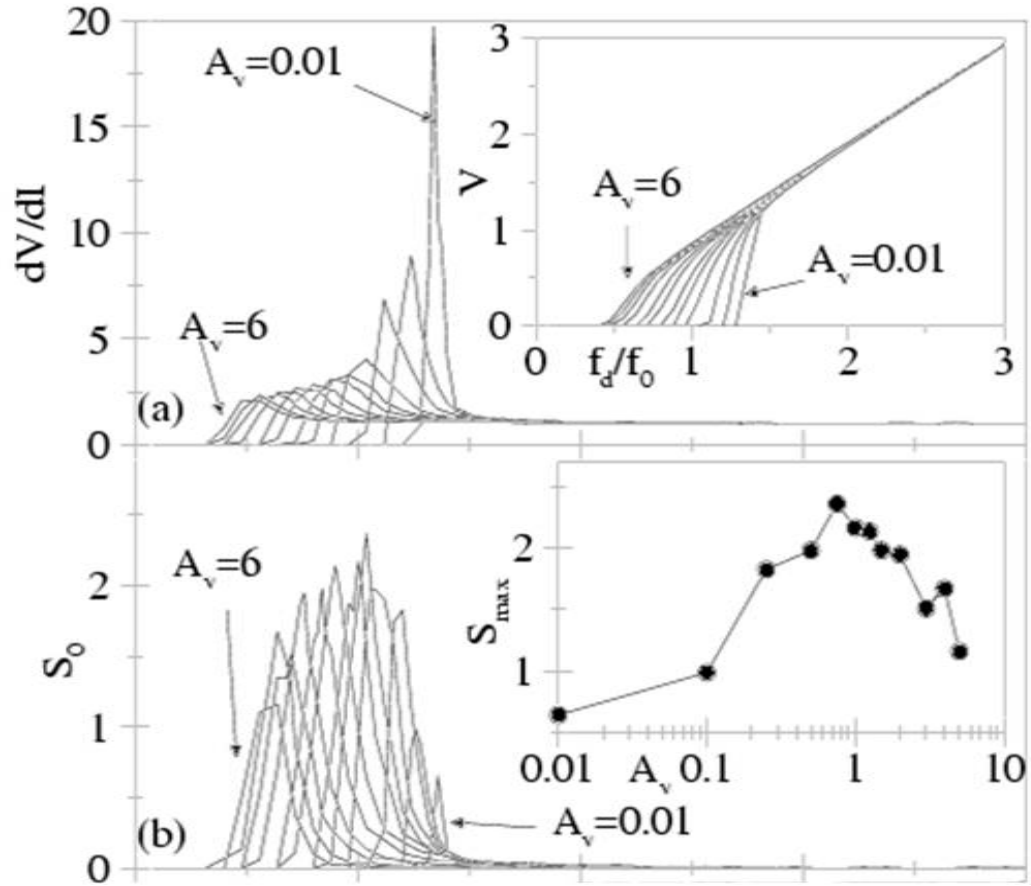 20
15
10
5
0
dV/dI
A_v=0.01
A_v=6
(a)
3
2
1
0
V
A_v=6
A_v=0.01
0 1 2 3
f_d/f_0
2
1
0
S_0
A_v=6
A_v=0.01
(b)
2
1
S_max
0.01 A_v 0.1 1 10